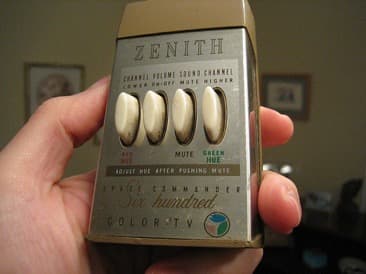 ZENITH
CHANNEL VOLUME SOUND CHANNEL
LOWER ON-OFF MUTE HIGHER
RED MUTE GREEN
HUE HUE
ADJUST HUE AFTER PUSHING MUTE
SPACE COMMANDER
Six hundred
COLOR TV